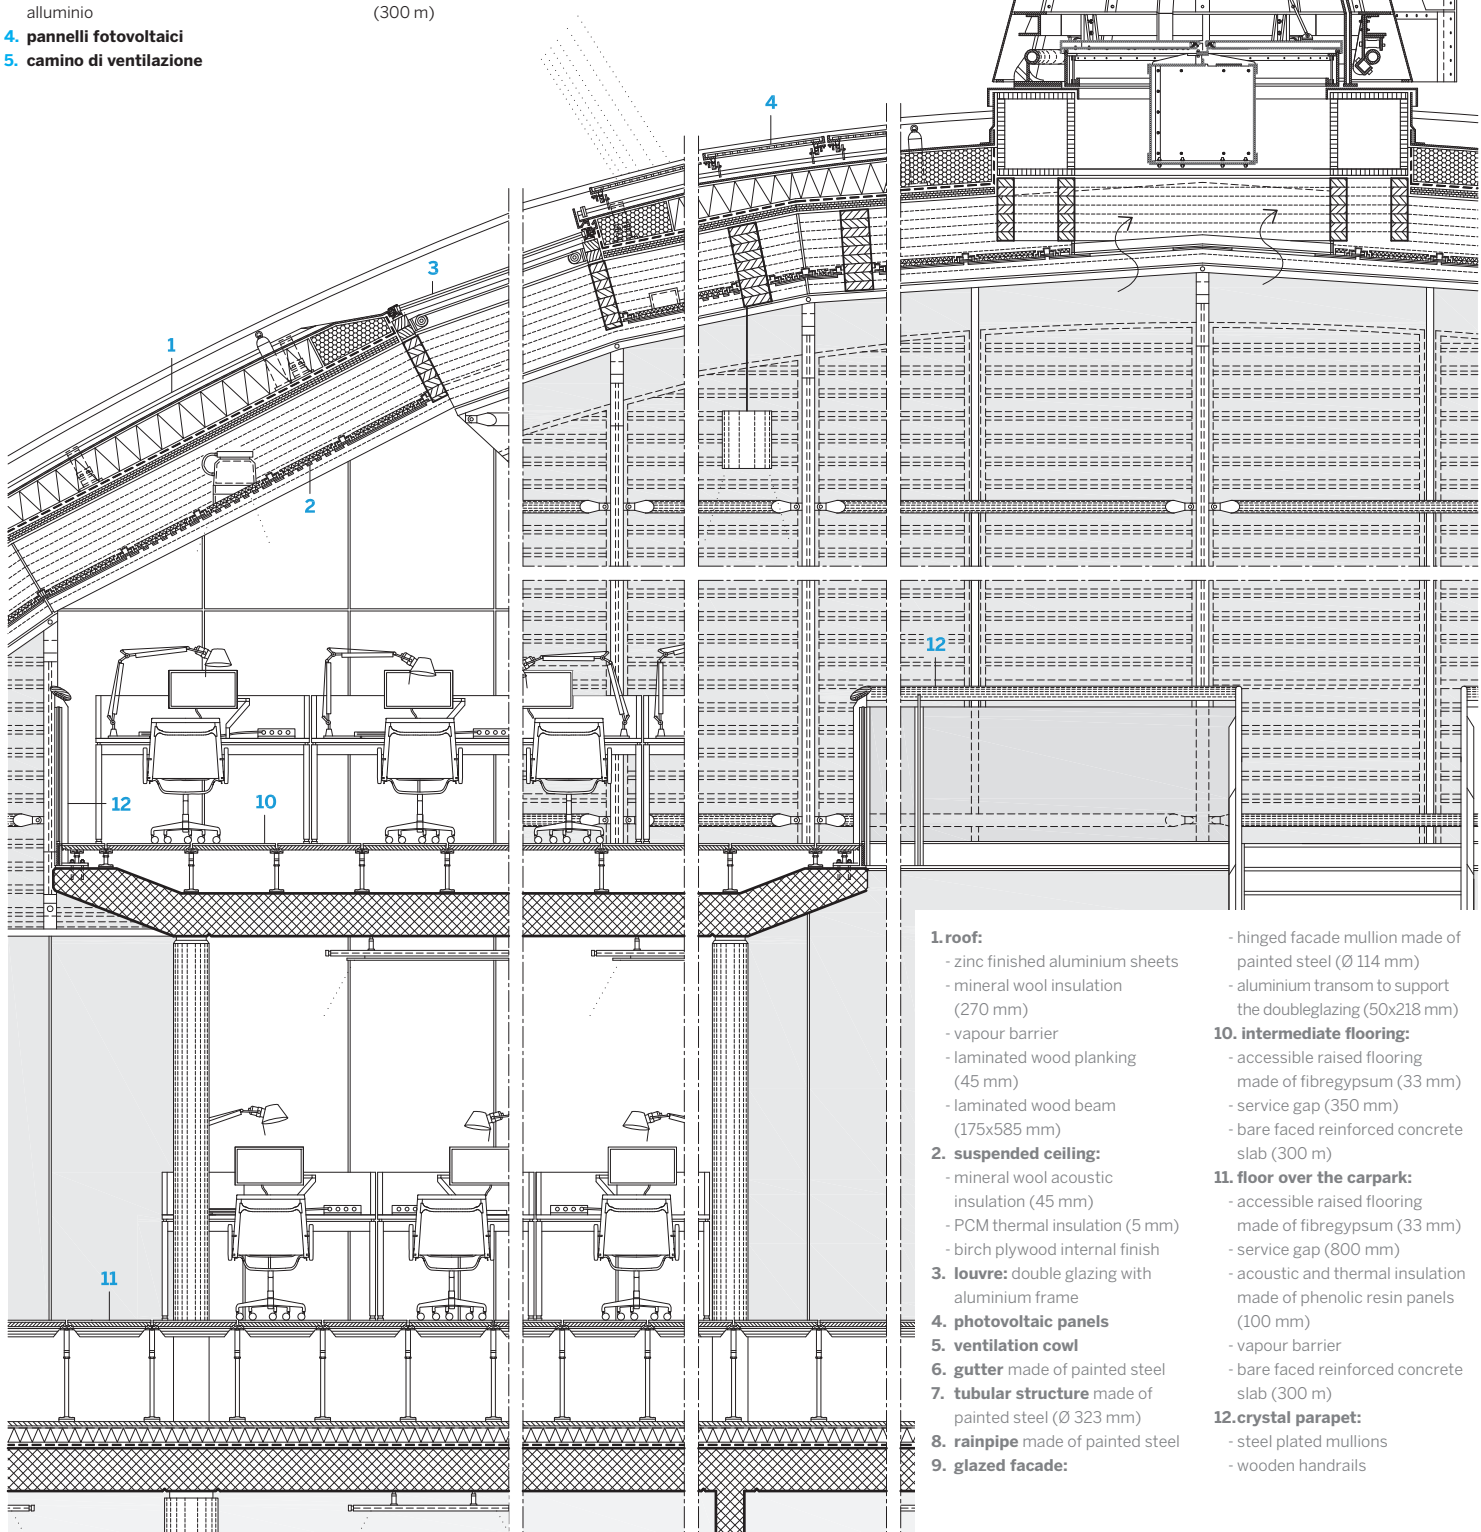 alluminio
4. pannelli fotovoltaici
5. camino di ventilazione
(300 m)
4
3
1
2
12
12
10
11
1. roof:
- zinc finished aluminium sheets
- mineral wool insulation
(270 mm)
- vapour barrier
- laminated wood planking
(45 mm)
- laminated wood beam
(175x585 mm)
2. suspended ceiling:
- mineral wool acoustic
insulation (45 mm)
- PCM thermal insulation (5 mm)
- birch plywood internal finish
3. louvre: double glazing with
aluminium frame
4. photovoltaic panels
5. ventilation cowl
6. gutter made of painted steel
7. tubular structure made of
painted steel (Ø 323 mm)
8. rainpipe made of painted steel
9. glazed facade:
- hinged facade mullion made of
painted steel (Ø 114 mm)
- aluminium transom to support
the doubleglazing (50x218 mm)
10. intermediate flooring:
- accessible raised flooring
made of fibregypsum (33 mm)
- service gap (350 mm)
- bare faced reinforced concrete
slab (300 m)
11. floor over the carpark:
- accessible raised flooring
made of fibregypsum (33 mm)
- service gap (800 mm)
- acoustic and thermal insulation
made of phenolic resin panels
(100 mm)
- vapour barrier
- bare faced reinforced concrete
slab (300 m)
12. crystal parapet:
- steel plated mullions
- wooden handrails